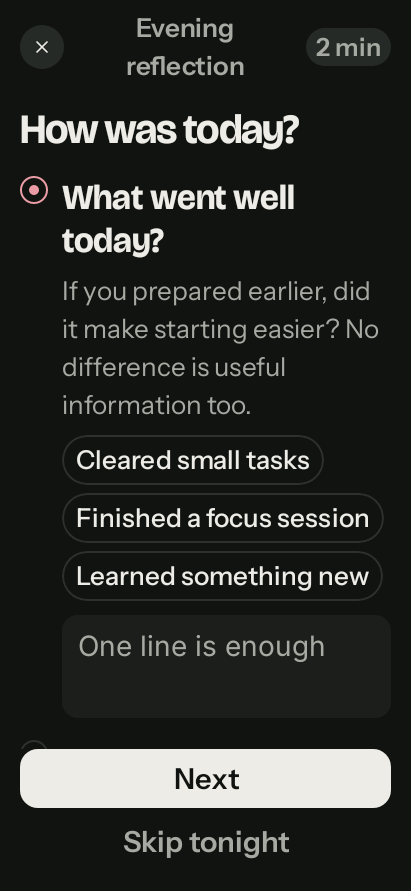 Evening
reflection
2 min
How was today?
What went well
today?
If you prepared earlier, did
it make starting easier? No
difference is useful
information too.
Cleared small tasks
Finished a focus session
Learned something new
One line is enough
Next
Skip tonight